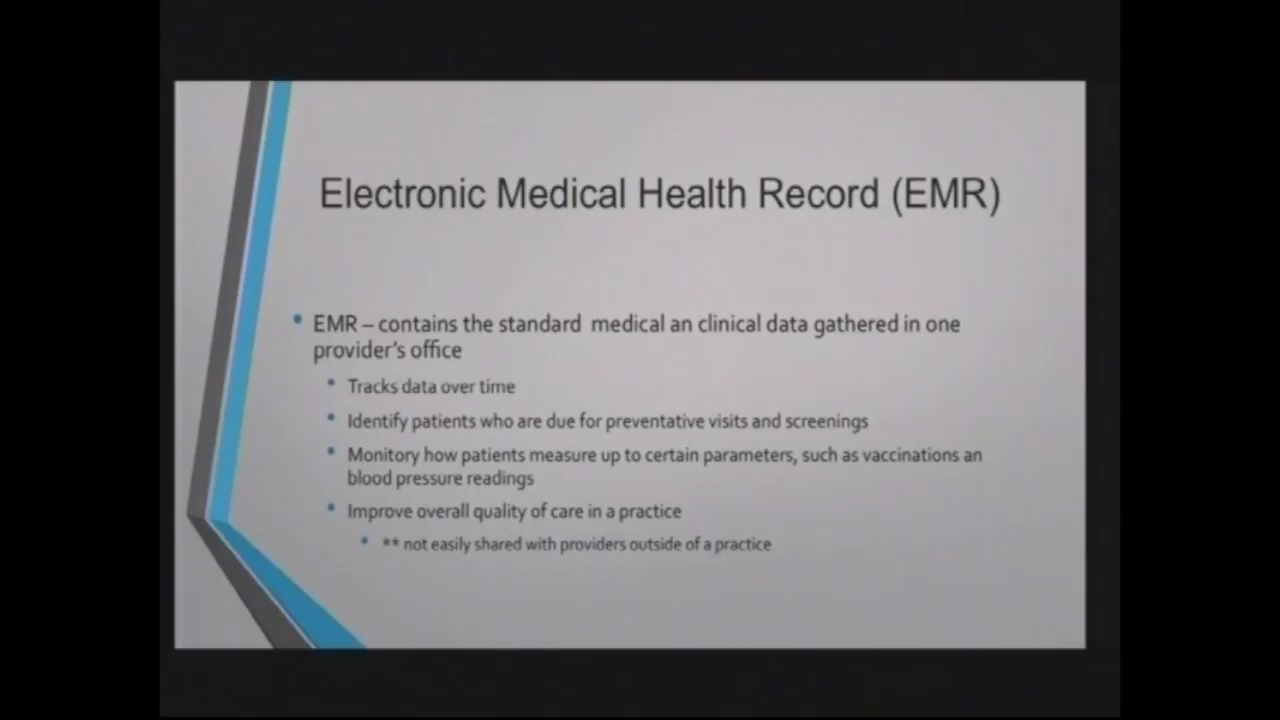 Electronic Medical Health Record (EMR)
• EMR – contains the standard medical an clinical data gathered in one
provider's office
• Tracks data over time
• Identify patients who are due for preventative visits and screenings
• Monitory how patients measure up to certain parameters, such as vaccinations an
blood pressure readings
• Improve overall quality of care in a practice
• ** not easily shared with providers outside of a practice